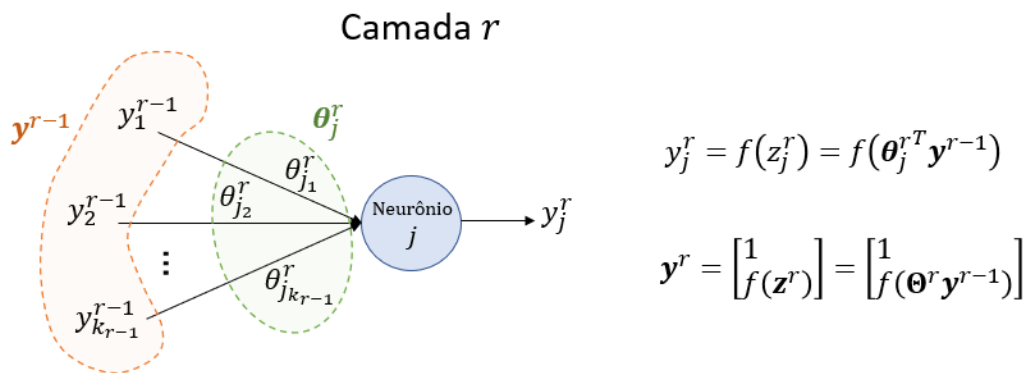 Camada r
y_1^{r−1}
y^{r−1}
θ_j^r
θ_{j_1}^r
y_j^r = f(z_j^r) = f(θ_j^{rT} y^{r−1})
y_2^{r−1}
θ_{j_2}^r
Neurônio
j
y_j^r
⋮
θ_{j_{k_{r−1}}}^r
y^r = [1 f(z^r)] = [1 f(Θ^r y^{r−1})]
y_{k_{r−1}}^{r−1}